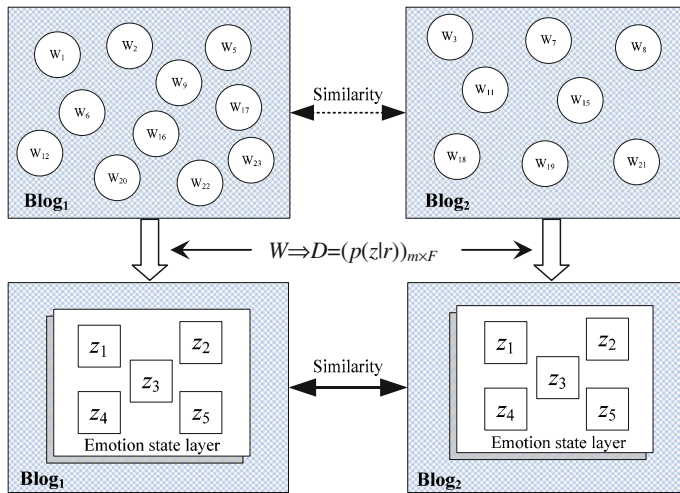 W₁
W₂
W₅
W₉
W₆
W₁₇
W₁₆
W₁₂
W₂₃
W₂₀
W₂₂
Blog₁
Similarity
W₃
W₇
W₈
W₁₁
W₁₅
W₁₈
W₁₉
W₂₁
Blog₂
W⇒D=(p(z|r))ₘ×F
z₁
z₂
z₃
z₄
z₅
Emotion state layer
Blog₁
Similarity
z₁
z₂
z₃
z₄
z₅
Emotion state layer
Blog₂